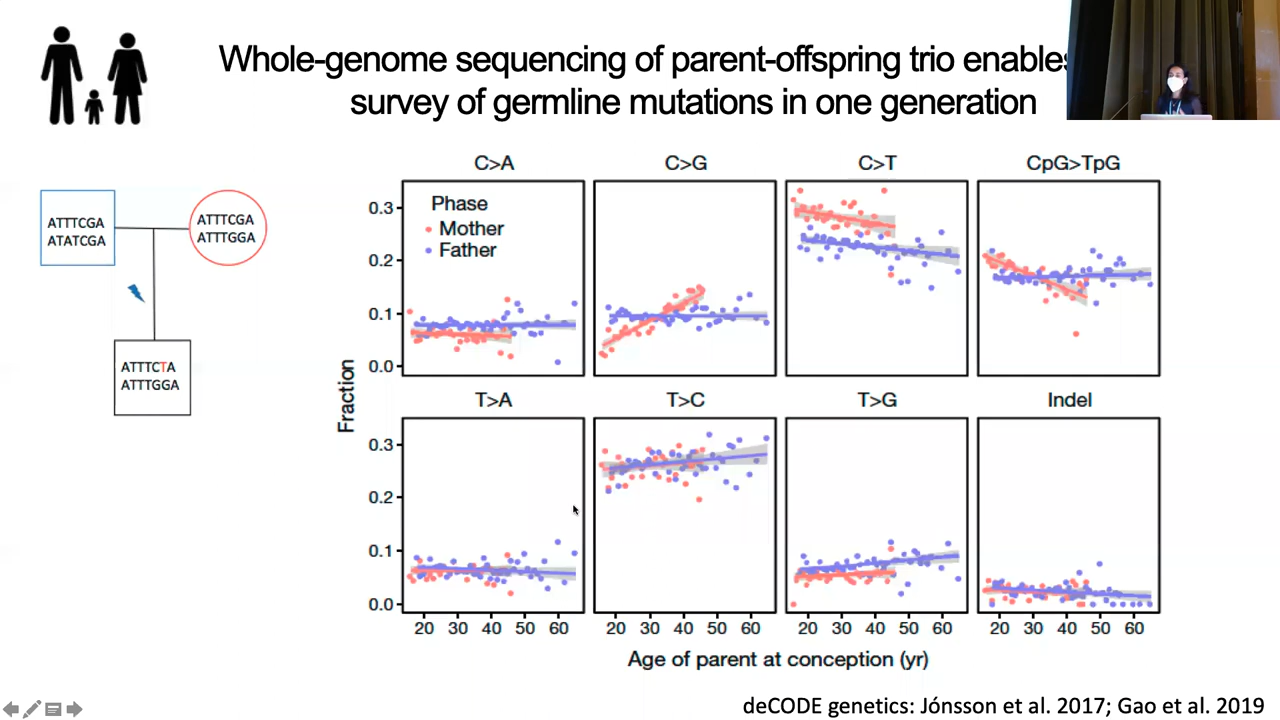 Whole-genome sequencing of parent-offspring trio enables
survey of germline mutations in one generation
ATTTCGA
ATATCGA
ATTTCGA
ATTTGGA
ATTTCTA
ATTTGGA
C>A
C>G
C>T
CpG>TpG
Phase
Mother
Father
0.3
0.2
0.1
0.0
T>A
T>C
T>G
Indel
0.3
0.2
0.1
0.0
Fraction
20 30 40 50 60
20 30 40 50 60
20 30 40 50 60
20 30 40 50 60
Age of parent at conception (yr)
deCODE genetics: Jónsson et al. 2017; Gao et al. 2019